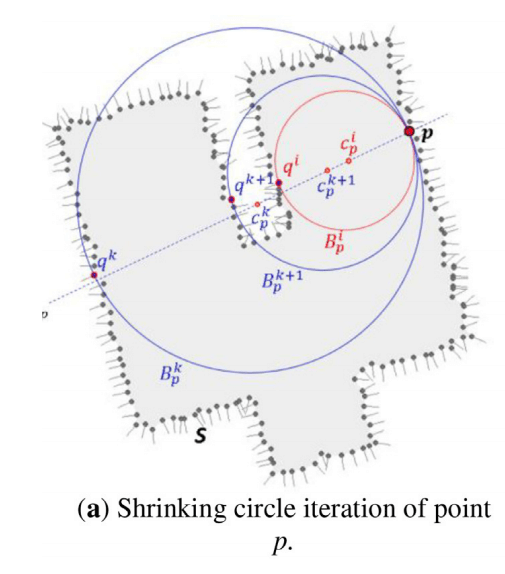 p
c_p^i
q^i
q^{k+1}
c_p^{k+1}
c_p^k
B_p^i
q^k
B_p^{k+1}
p
B_p^k
S
(a) Shrinking circle iteration of point
p.